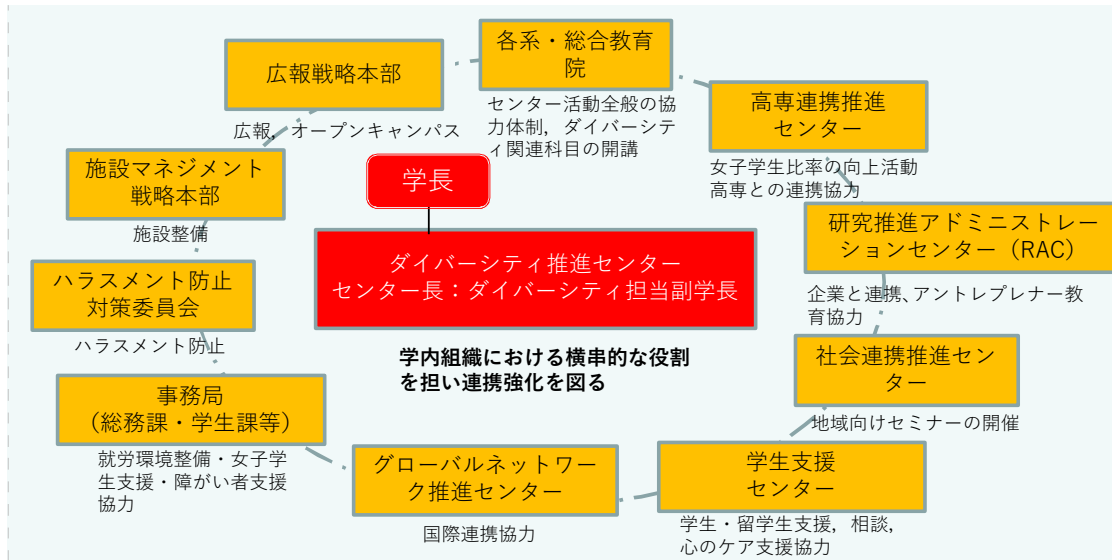 広報戦略本部
広報，オープンキャンパス
各系・総合教育
院
センター活動全般の協
力体制，ダイバーシテ
ィ関連科目の開講
高専連携推進
センター
女子学生比率の向上活動
高専との連携協力
施設マネジメント
戦略本部
施設整備
学長
研究推進アドミニストレー
ションセンター（RAC）
企業と連携、アントレプレナー教
育協力
ダイバーシティ推進センター
センター長：ダイバーシティ担当副学長
ハラスメント防止
対策委員会
ハラスメント防止
学内組織における横串的な役割
を担い連携強化を図る
社会連携推進セン
ター
地域向けセミナーの開催
事務局
（総務課・学生課等）
就労環境整備・女子学
生支援・障がい者支援
協力
グローバルネットワー
ク推進センター
国際連携協力
学生支援
センター
学生・留学生支援，相談，
心のケア支援協力